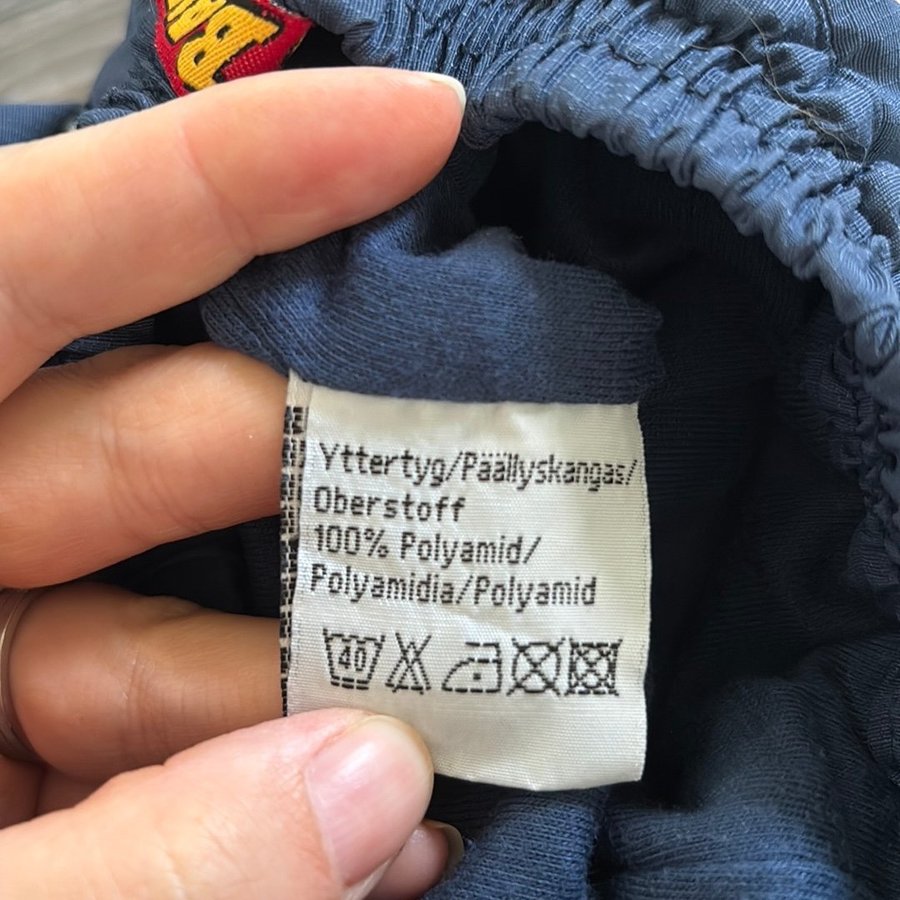 Yttertyg/Päällyskangas/
Oberstoff
100% Polyamid/
Polyamidia/Polyamid
40